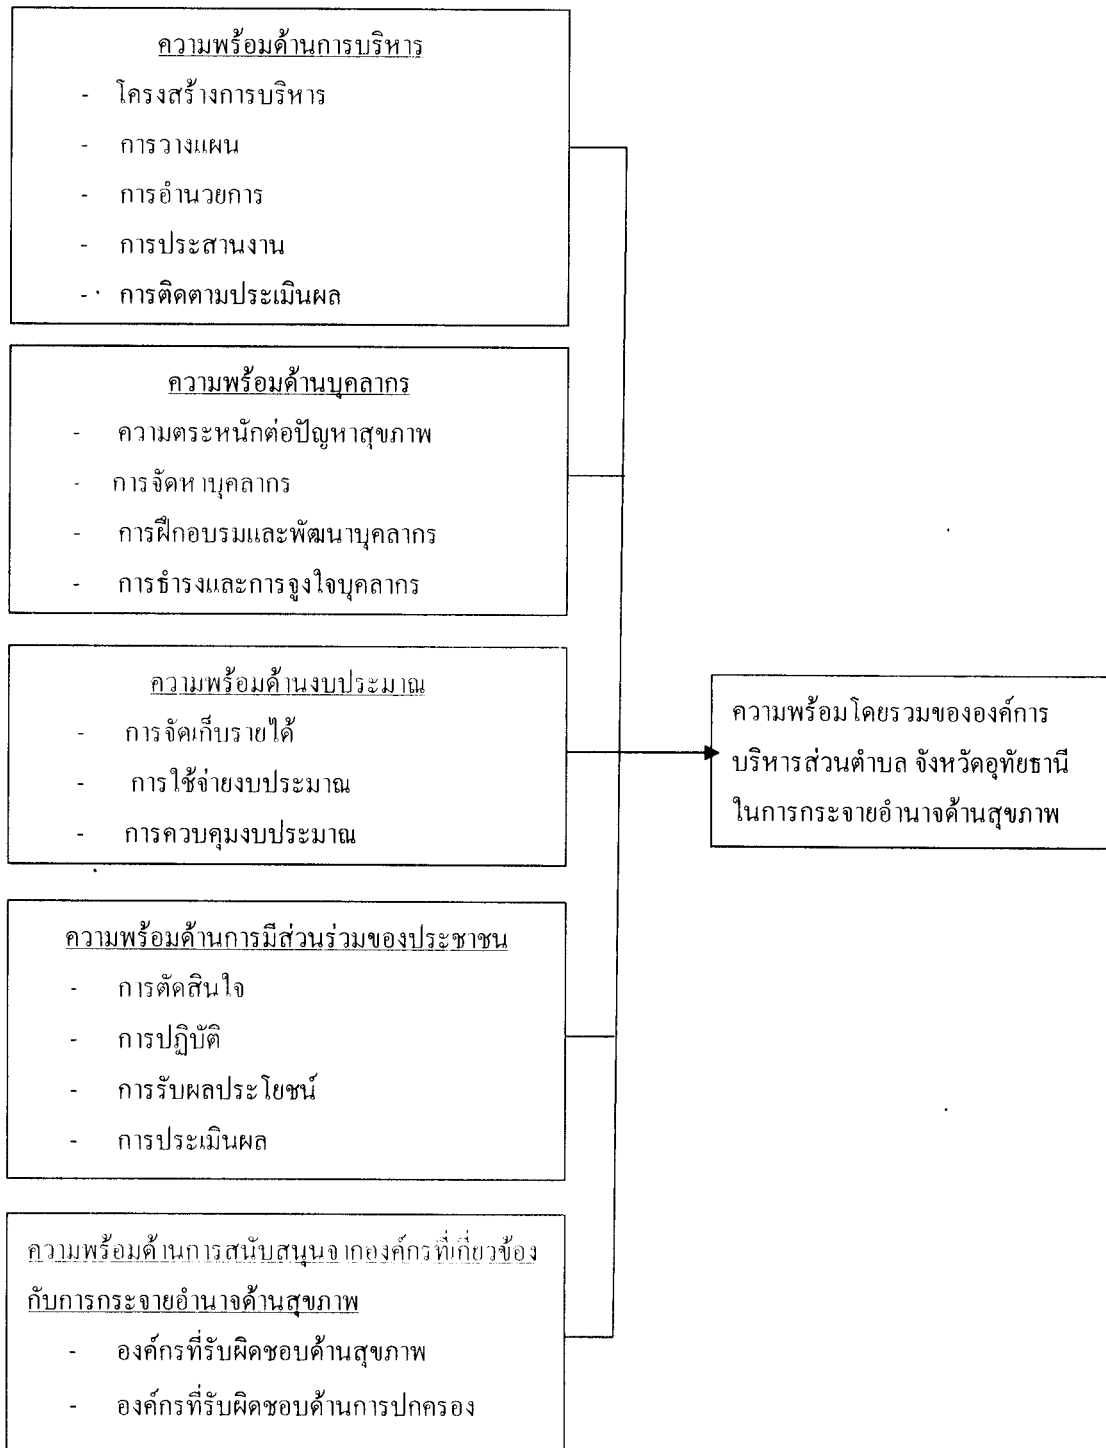 ความพร้อมด้านการบริหาร
- โครงสร้างการบริหาร
- การวางแผน
- การอำนวยการ
- การประสานงาน
- การติดตามประเมินผล
ความพร้อมด้านบุคลากร
- ความตระหนักต่อปัญหาสุขภาพ
- การจัดหาบุคลากร
- การฝึกอบรมและพัฒนาบุคลากร
- การธำรงและการจูงใจบุคลากร
ความพร้อมด้านงบประมาณ
- การจัดเก็บรายได้
- การใช้จ่ายงบประมาณ
- การควบคุมงบประมาณ
ความพร้อมด้านการมีส่วนร่วมของประชาชน
- การตัดสินใจ
- การปฏิบัติ
- การรับผลประโยชน์
- การประเมินผล
ความพร้อมด้านการสนับสนุนจากองค์กรที่เกี่ยวข้อง
กับการกระจายอำนาจด้านสุขภาพ
- องค์กรที่รับผิดชอบด้านสุขภาพ
- องค์กรที่รับผิดชอบด้านการปกครอง
ความพร้อมโดยรวมขององค์การ
บริหารส่วนตำบล จังหวัดอุทัยธานี
ในการกระจายอำนาจด้านสุขภาพ